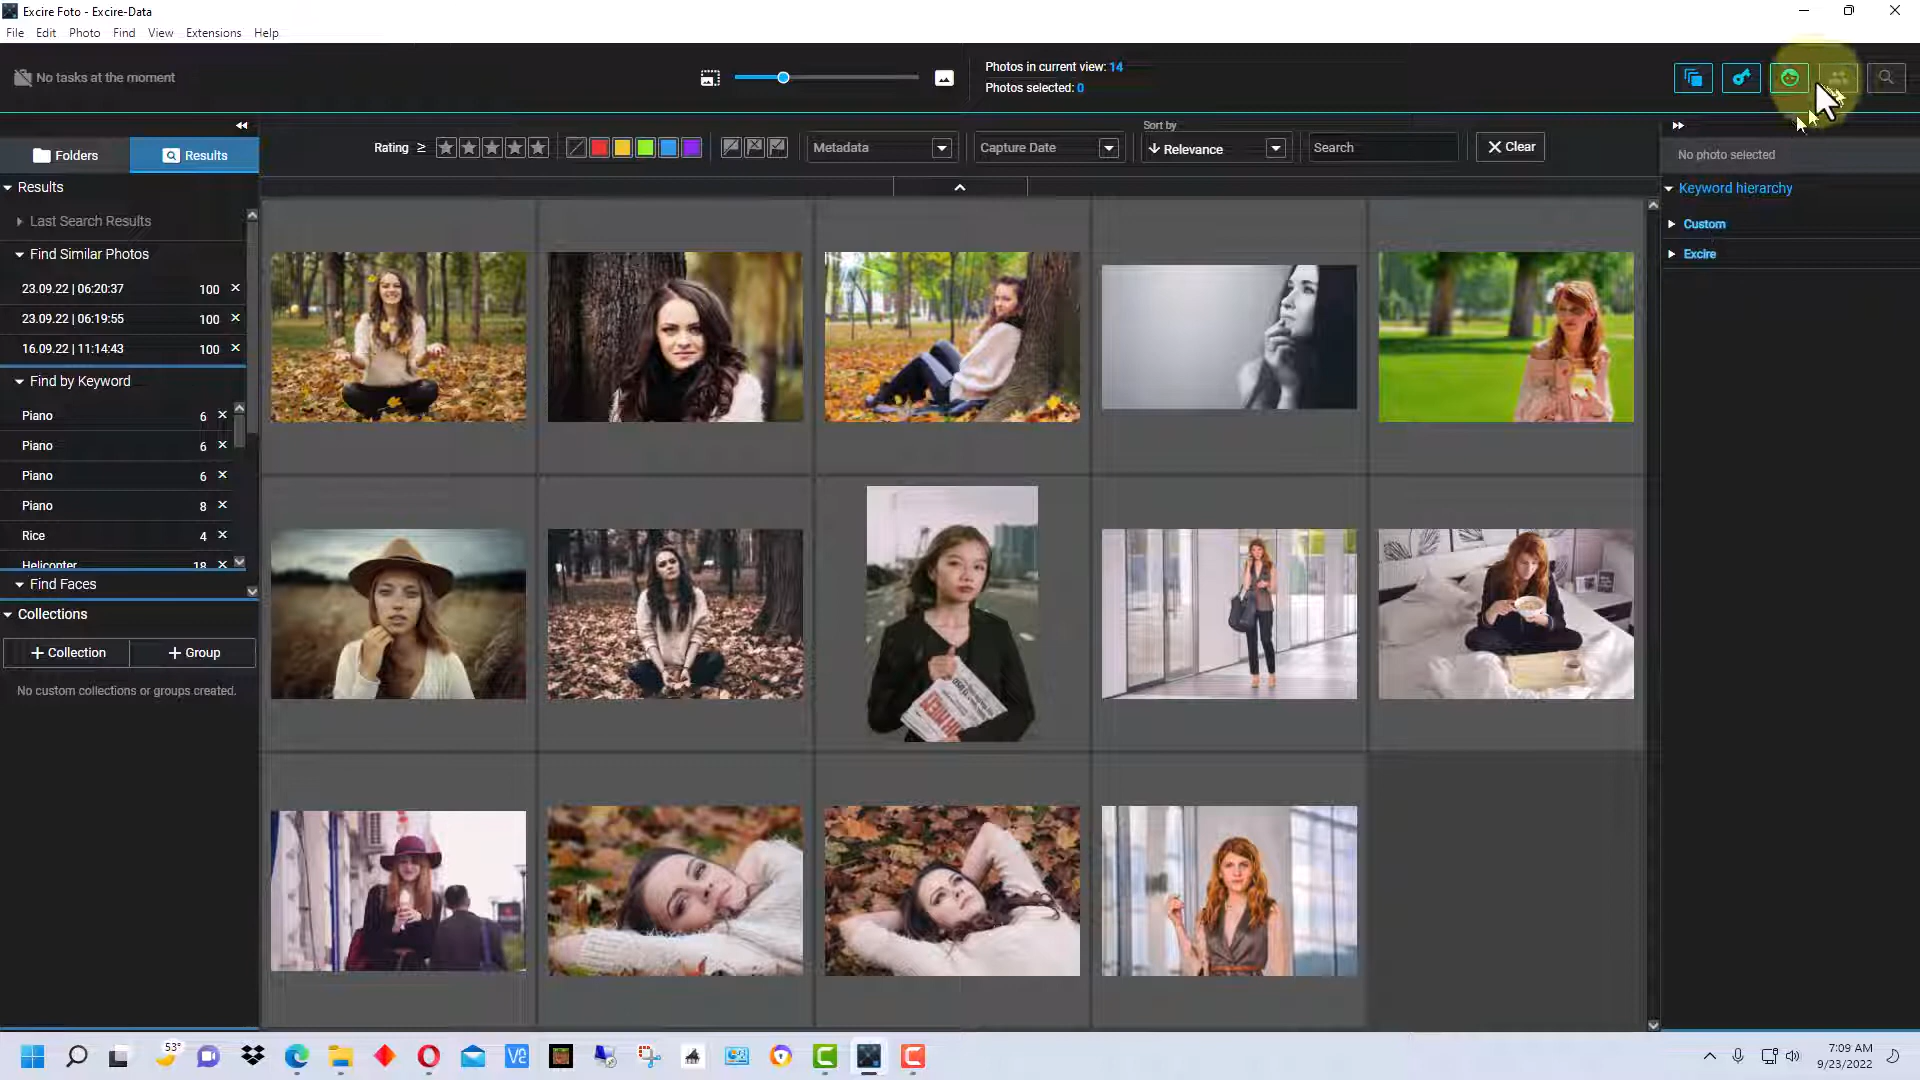 Excire Foto - Excire-Data
File Edit Photo Find View Extensions Help
No tasks at the moment
Photos in current view: 14
Photos selected: 0
Folders Results
Rating ≥
Metadata
Capture Date
Sort by
Relevance
Search
Clear
No photo selected
Keyword hierarchy
Custom
Excire
Results
Last Search Results
Find Similar Photos
23.09.22 | 06:20:37 100
23.09.22 | 06:19:55 100
16.09.22 | 11:14:43 100
Find by Keyword
Piano 6
Piano 6
Piano 6
Piano 8
Rice 4
Helicopter 18
Find Faces
Collections
+ Collection + Group
No custom collections or groups created.
53°
7:09 AM
9/23/2022